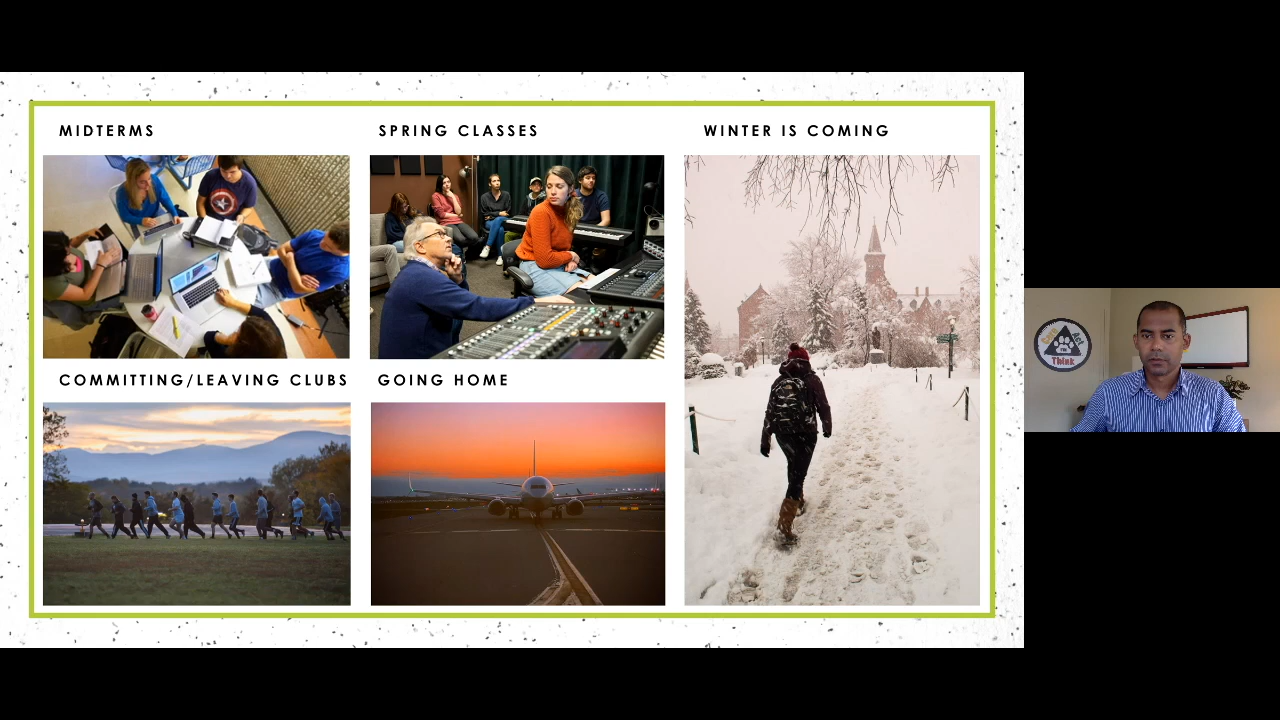 MIDTERMS
SPRING CLASSES
WINTER IS COMING
COMMITTING/LEAVING CLUBS
GOING HOME
Think